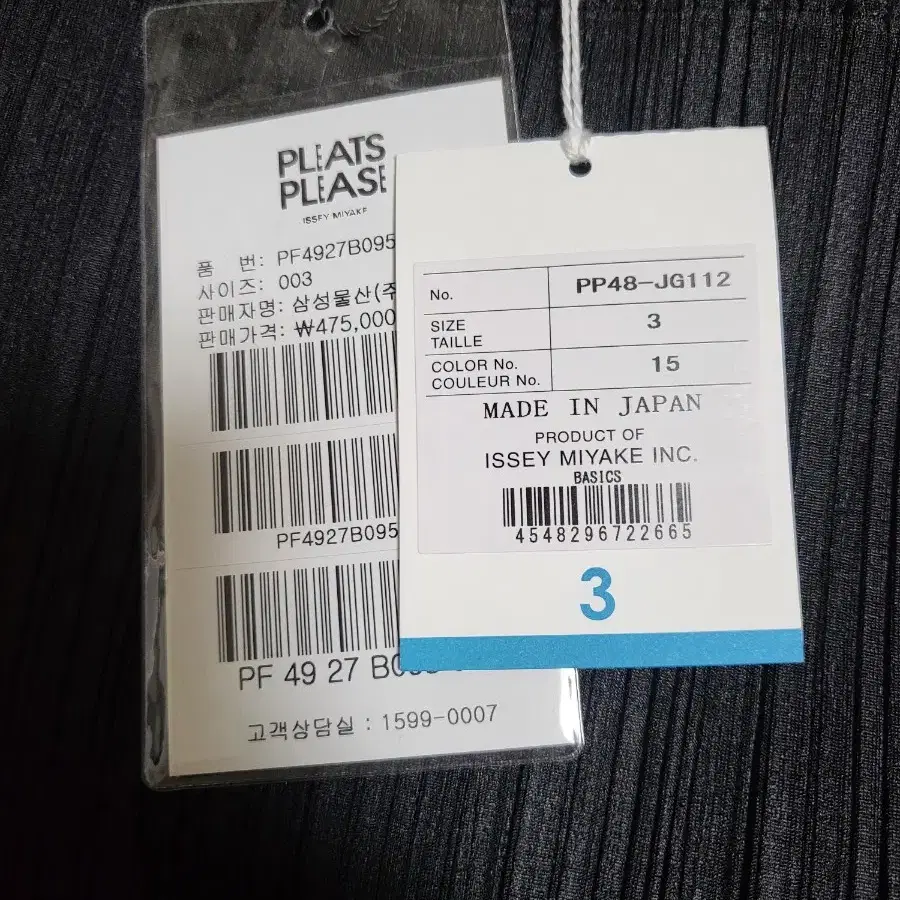 PLEATS
PLEASE
ISSEY MIYAKE
품 번: PF4927B095
사이즈: 003
판매자명: 삼성물산(주
판매가격: ₩475,000
PF4927B095
PF 49 27
고객상담실 : 1599-0007
No. PP48-JG112
SIZE
TAILLE 3
COLOR No.
COULEUR No. 15
MADE IN JAPAN
PRODUCT OF
ISSEY MIYAKE INC.
BASICS
4548296722665
3